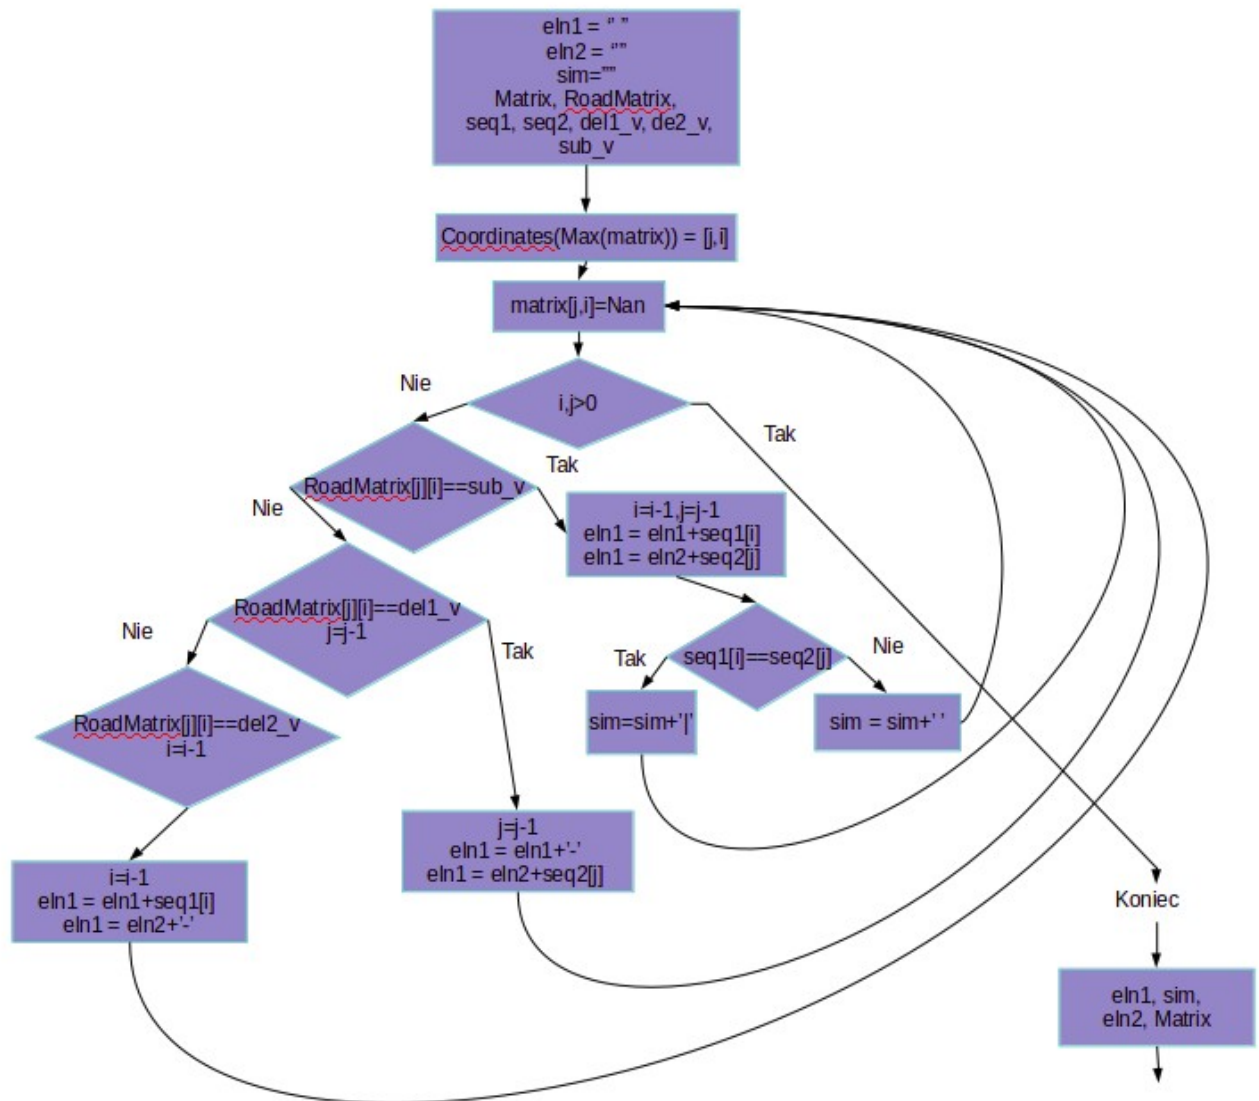 eln1 = “ ”
eln2 = “”
sim=””
Matrix, RoadMatrix,
seq1, seq2, del1_v, de2_v,
sub_v
Coordinates(Max(matrix)) = [j,i]
matrix[j,i]=Nan
i,j>0
Nie
Tak
RoadMatrix[j][i]==sub_v
Tak
Nie
i=i-1,j=j-1
eln1 = eln1+seq1[i]
eln1 = eln2+seq2[j]
RoadMatrix[j][i]==del1_v
j=j-1
Nie
Tak
seq1[i]==seq2[j]
Tak
Nie
sim=sim+’|’
sim = sim+’ ’
RoadMatrix[j][i]==del2_v
i=i-1
j=j-1
eln1 = eln1+’-’
eln1 = eln2+seq2[j]
i=i-1
eln1 = eln1+seq1[i]
eln1 = eln2+’-’
Koniec
eln1, sim,
eln2, Matrix